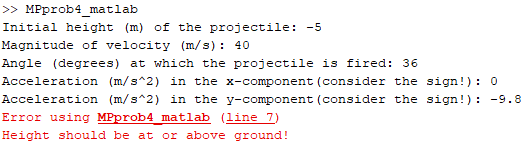 >> MPprob4_matlab
Initial height (m) of the projectile: -5
Magnitude of velocity (m/s): 40
Angle (degrees) at which the projectile is fired: 36
Acceleration (m/s^2) in the x-component(consider the sign!): 0
Acceleration (m/s^2) in the y-component(consider the sign!): -9.8
Error using MPprob4_matlab (line 7)
Height should be at or above ground!